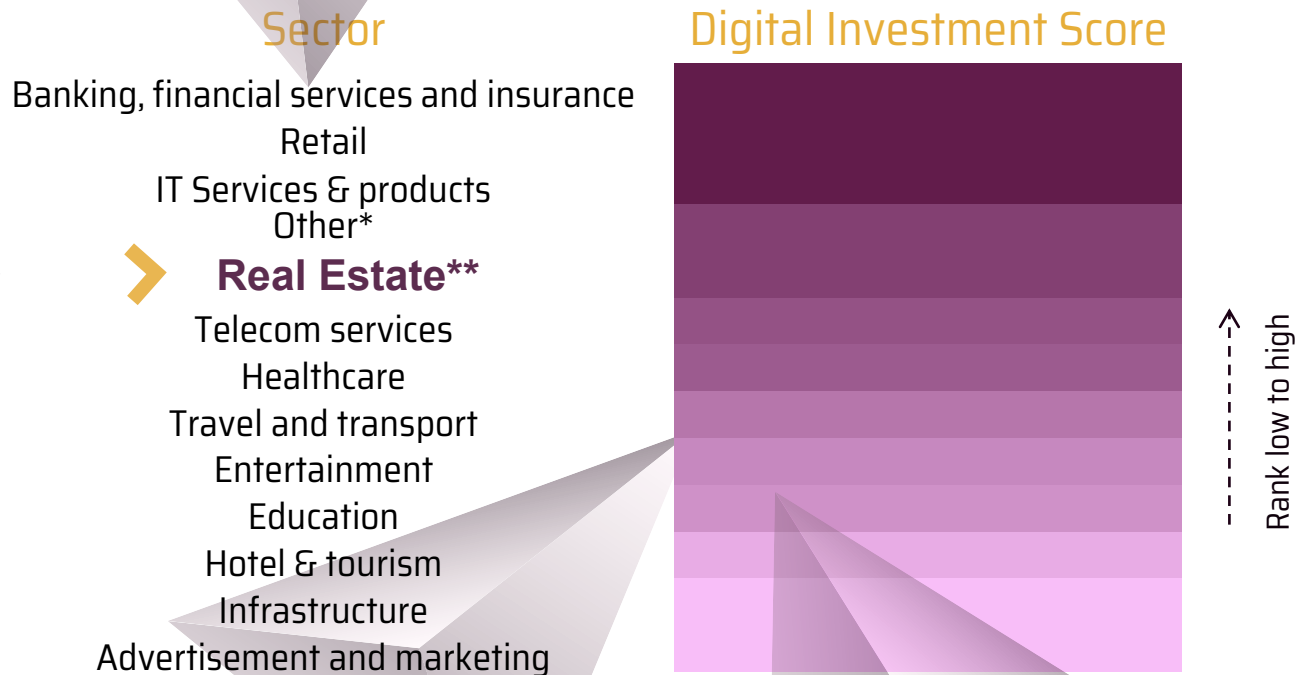 Sector
Digital Investment Score
Banking, financial services and insurance
Retail
IT Services & products
Other*
Real Estate**
Telecom services
Healthcare
Travel and transport
Entertainment
Education
Hotel & tourism
Infrastructure
Advertisement and marketing
Rank low to high